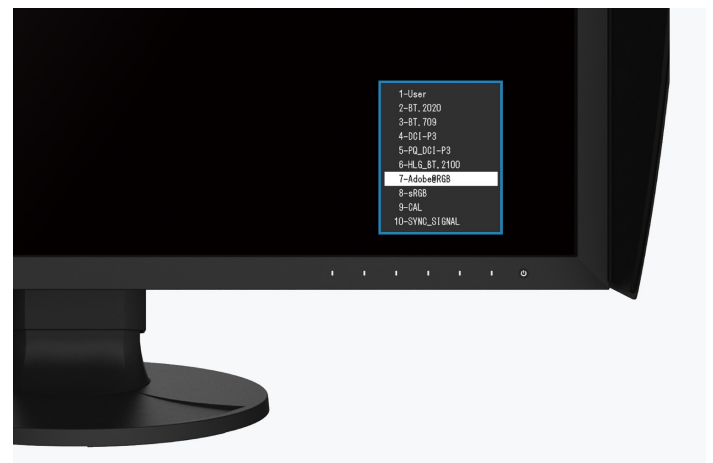 1-User
2-BT.2020
3-BT.709
4-DCI-P3
5-PQ_DCI-P3
6-HLG_BT.2100
7-Adobe®RGB
8-sRGB
9-CAL
10-SYNC_SIGNAL